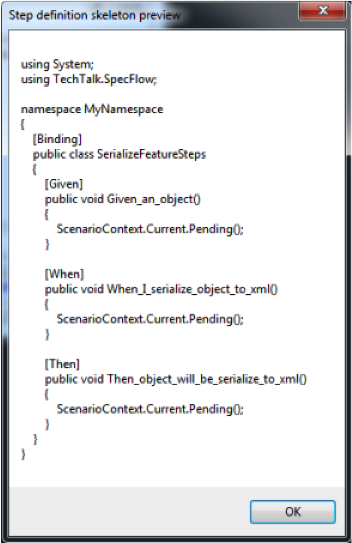 Step definition skeleton preview
using System;
using TechTalk.SpecFlow;
namespace MyNamespace
{
[Binding]
public class SerializeFeatureSteps
{
[Given]
public void Given_an_object()
{
ScenarioContext.Current.Pending();
}
[When]
public void When_I_serialize_object_to_xml()
{
ScenarioContext.Current.Pending();
}
[Then]
public void Then_object_will_be_serialize_to_xml()
{
ScenarioContext.Current.Pending();
}
}
}
OK